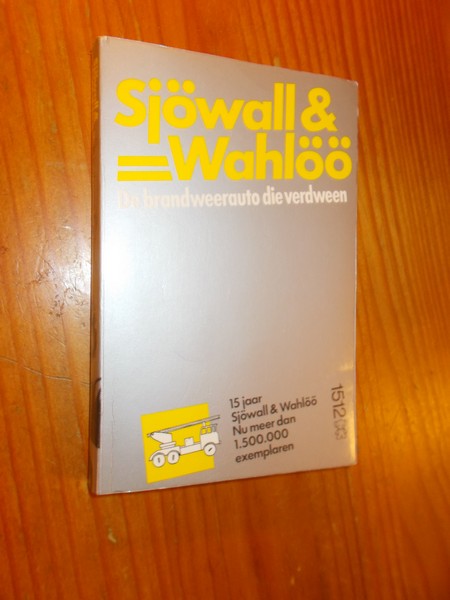 Sjöwall &
Wahlöö
De brandweerauto die verdween
15 jaar
Sjöwall & Wahlöö
Nu meer dan
1.500.000
exemplaren
1512